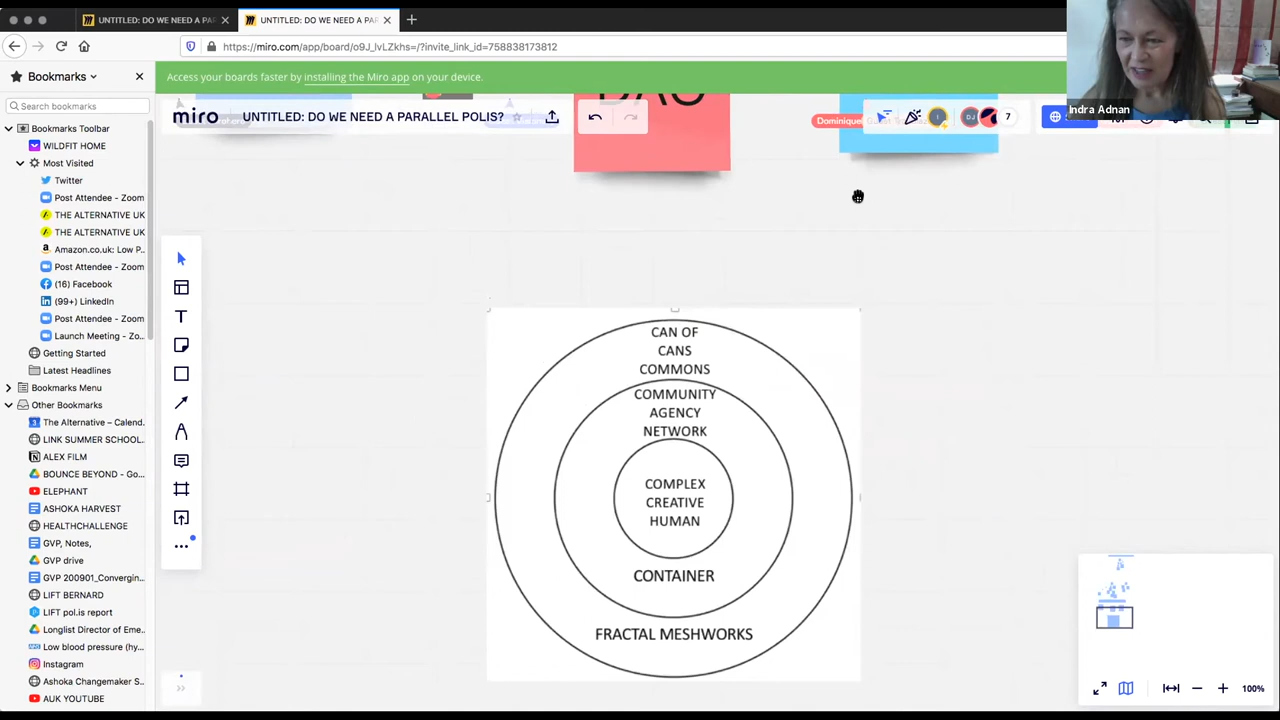 UNTITLED: DO WE NEED A PAR
UNTITLED: DO WE NEED A PAR
https://miro.com/app/board/o9J_lvLZkhs=/?invite_link_id=758838173812
Bookmarks
Access your boards faster by installing the Miro app on your device.
Search bookmarks
Bookmarks Toolbar
WILDFIT HOME
Most Visited
Twitter
Post Attendee - Zoom
THE ALTERNATIVE UK
THE ALTERNATIVE UK
Amazon.co.uk: Low P...
Post Attendee - Zoom
(16) Facebook
(99+) LinkedIn
Post Attendee - Zoom
Launch Meeting - Zo...
Getting Started
Latest Headlines
Bookmarks Menu
Other Bookmarks
The Alternative – Calend...
LINK SUMMER SCHOOL...
ALEX FILM
BOUNCE BEYOND - Go...
ELEPHANT
ASHOKA HARVEST
HEALTHCHALLENGE
GVP, Notes,
GVP drive
GVP 200901_Converging...
LIFT BERNARD
LIFT pol.is report
Longlist Director of Eme...
Low blood pressure (hy...
Instagram
Ashoka Changemaker S...
AUK YOUTUBE
miro
UNTITLED: DO WE NEED A PARALLEL POLIS?
DAO
Dominique
DJ
7
Indra Adnan
CAN OF
CANS
COMMONS
COMMUNITY
AGENCY
NETWORK
COMPLEX
CREATIVE
HUMAN
CONTAINER
FRACTAL MESHWORKS
100%